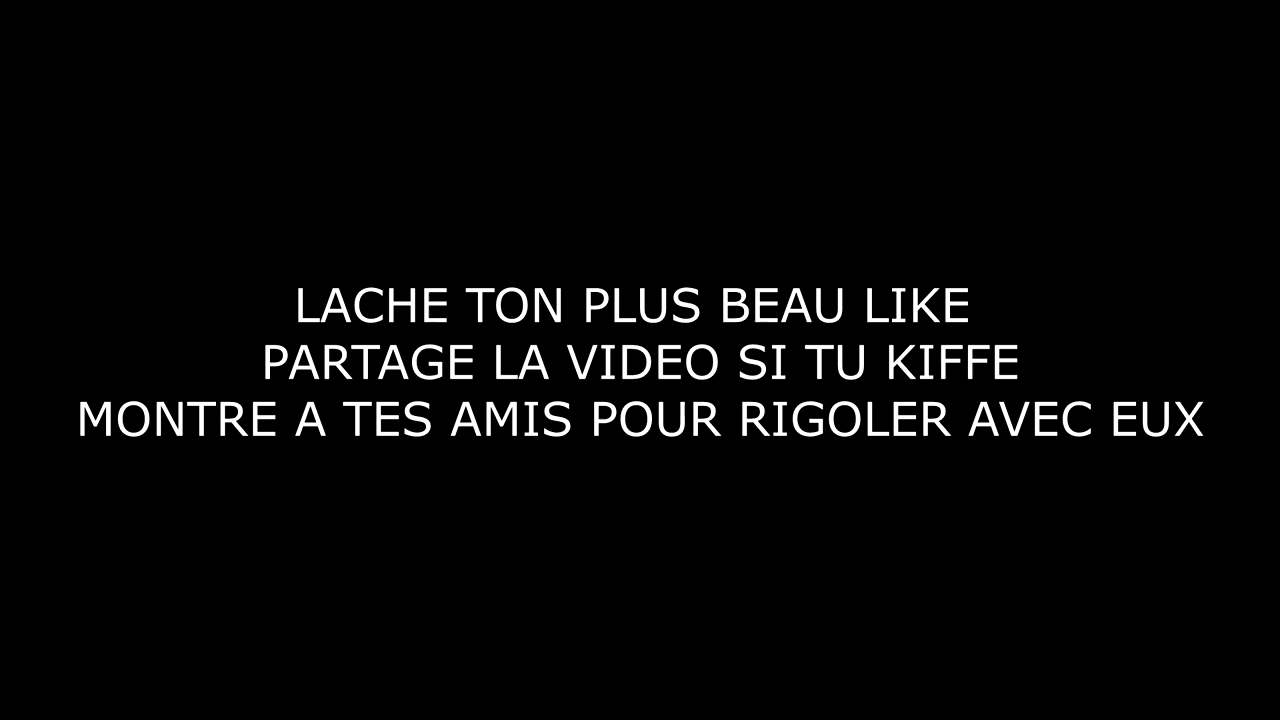 LACHE TON PLUS BEAU LIKE
PARTAGE LA VIDEO SI TU KIFFE
MONTRE A TES AMIS POUR RIGOLER AVEC EUX